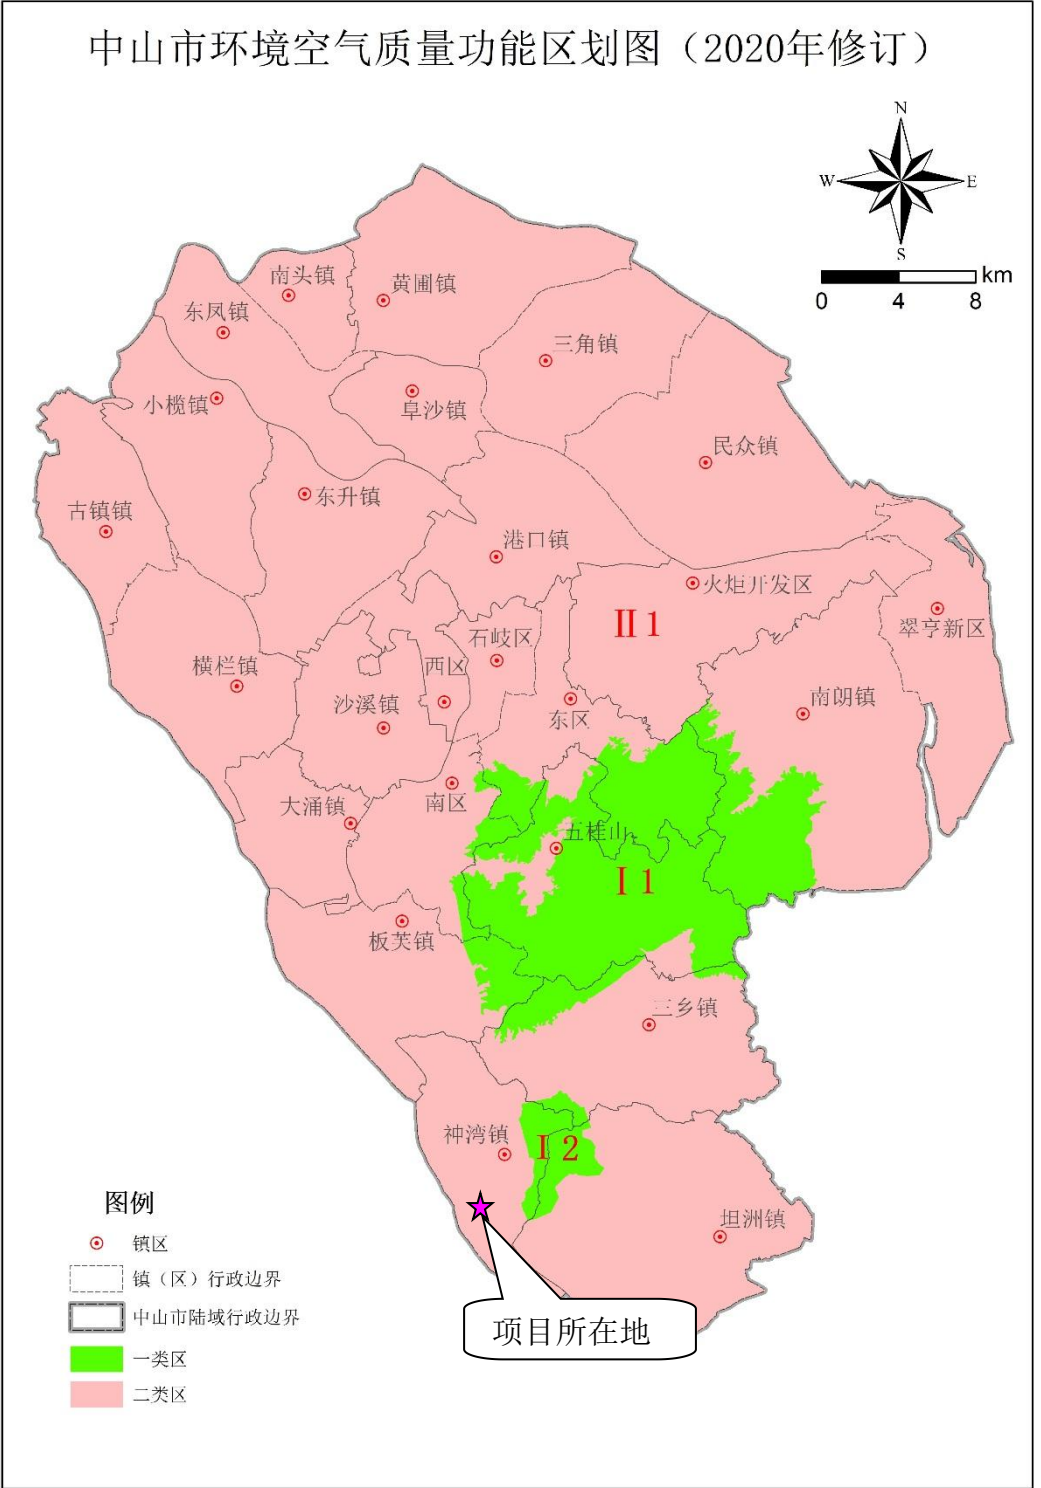 中山市环境空气质量功能区划图（2020年修订）
N
W
E
S
km
0
4
8
南头镇
黄圃镇
东凤镇
三角镇
小榄镇
阜沙镇
民众镇
东升镇
古镇镇
港口镇
火炬开发区
Ⅱ1
翠亨新区
石岐区
横栏镇
西区
沙溪镇
东区
南朗镇
大涌镇
南区
五桂山
Ⅰ1
板芙镇
三乡镇
神湾镇
Ⅰ2
坦洲镇
图例
镇区
镇（区）行政边界
中山市陆域行政边界
一类区
二类区
项目所在地